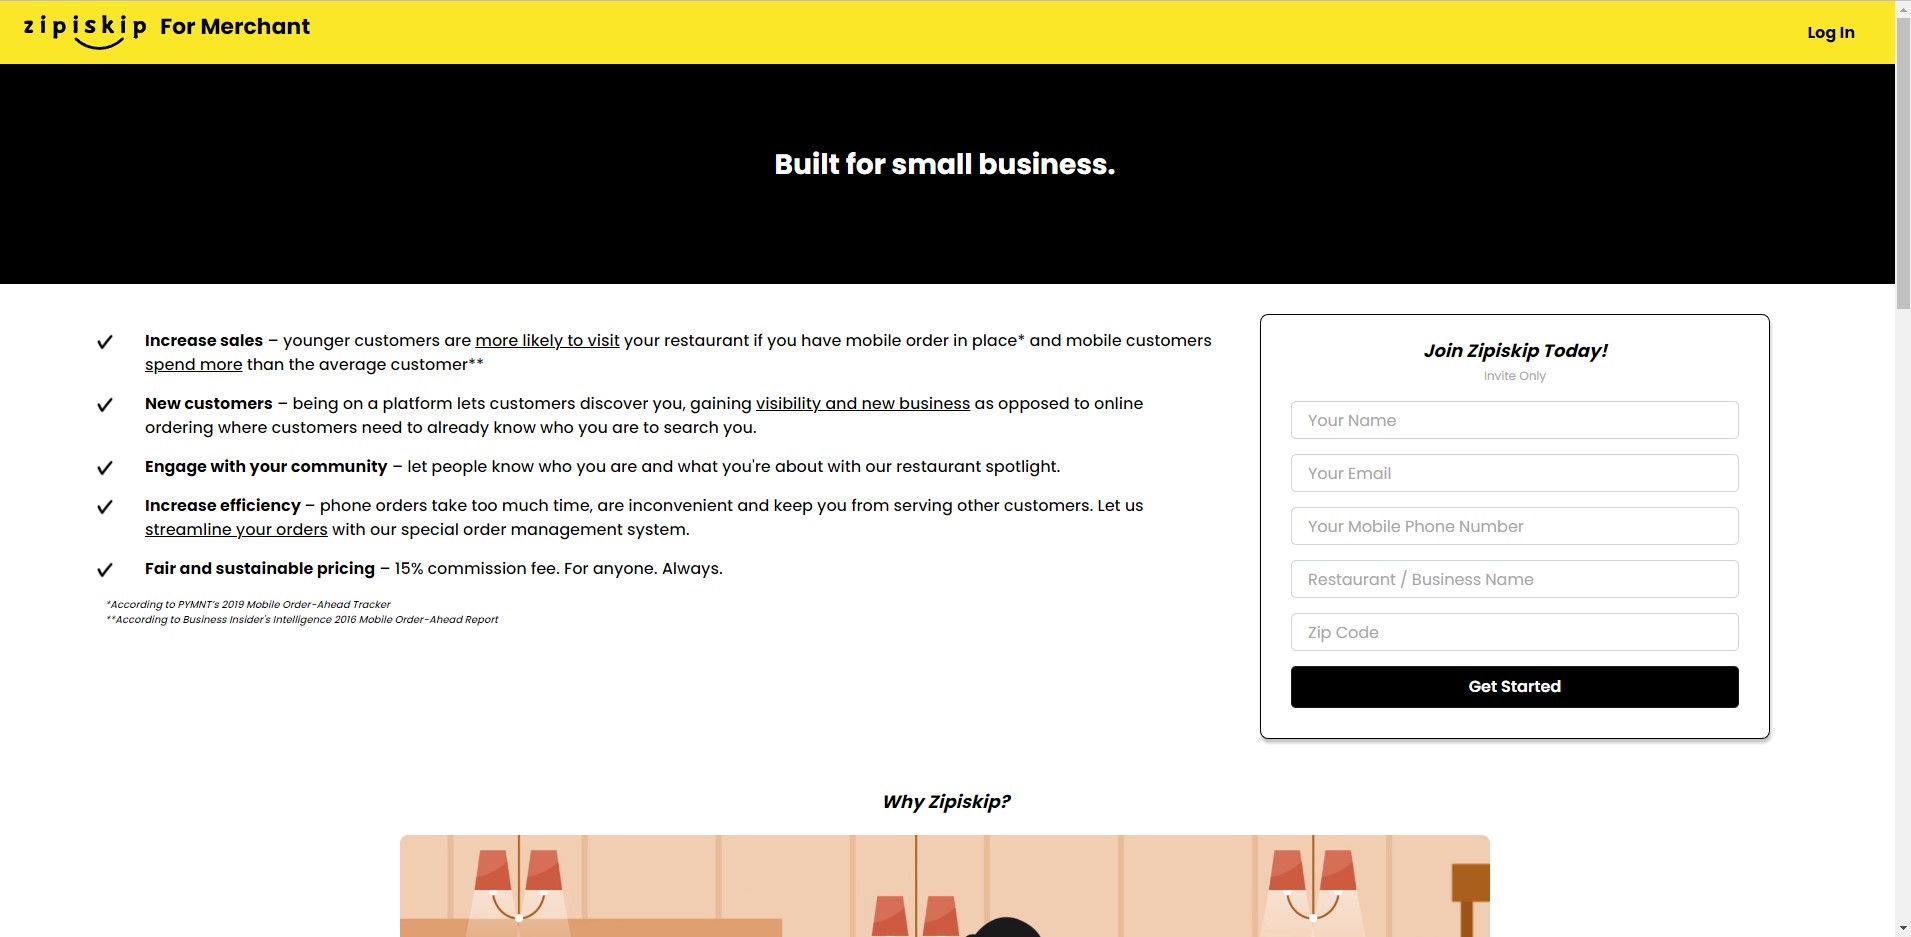 zipiskip For Merchant
Log In
Built for small business.
Increase sales – younger customers are more likely to visit your restaurant if you have mobile order in place* and mobile customers
spend more than the average customer**
New customers – being on a platform lets customers discover you, gaining visibility and new business as opposed to online
ordering where customers need to already know who you are to search you.
Engage with your community – let people know who you are and what you're about with our restaurant spotlight.
Increase efficiency – phone orders take too much time, are inconvenient and keep you from serving other customers. Let us
streamline your orders with our special order management system.
Fair and sustainable pricing – 15% commission fee. For anyone. Always.
*According to PYMNT's 2019 Mobile Order-Ahead Tracker
**According to Business Insider's Intelligence 2016 Mobile Order-Ahead Report
Join Zipiskip Today!
Invite Only
Your Name
Your Email
Your Mobile Phone Number
Restaurant / Business Name
Zip Code
Get Started
Why Zipiskip?